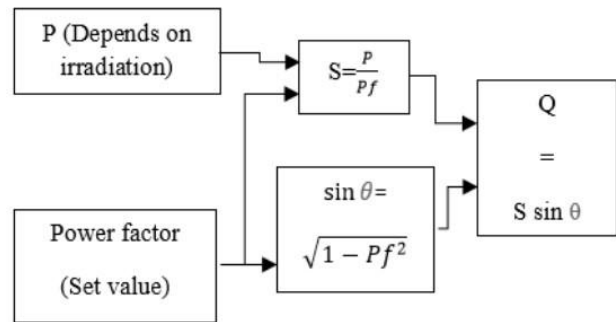 P (Depends on
irradiation)
S=P/Pf
Q
=
S sin θ
sin θ=
√1 − Pf²
Power factor
(Set value)